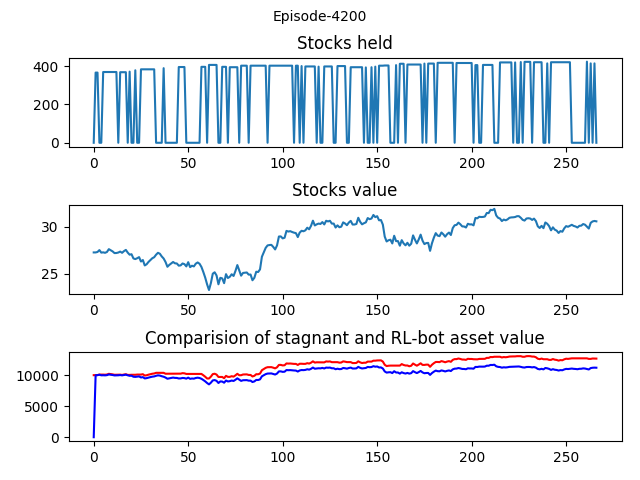 Episode-4200
Stocks held
400
200
0
0 50 100 150 200 250
Stocks value
30
25
0 50 100 150 200 250
Comparision of stagnant and RL-bot asset value
10000
5000
0
0 50 100 150 200 250